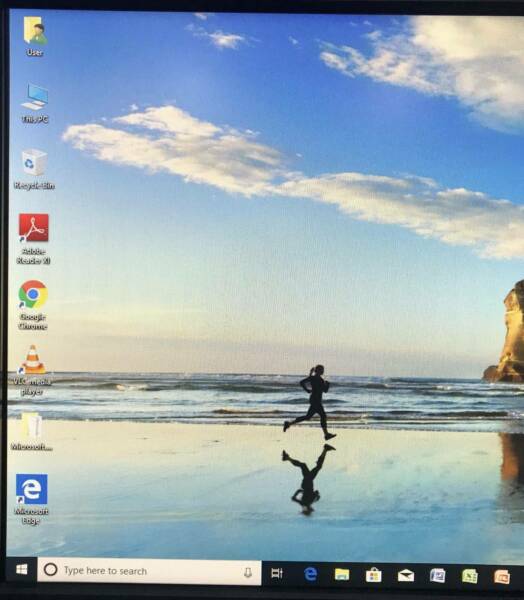 User
This PC
Recycle Bin
Adobe
Reader XI
Google
Chrome
VLC media
player
Microsoft...
Microsoft
Edge
Type here to search